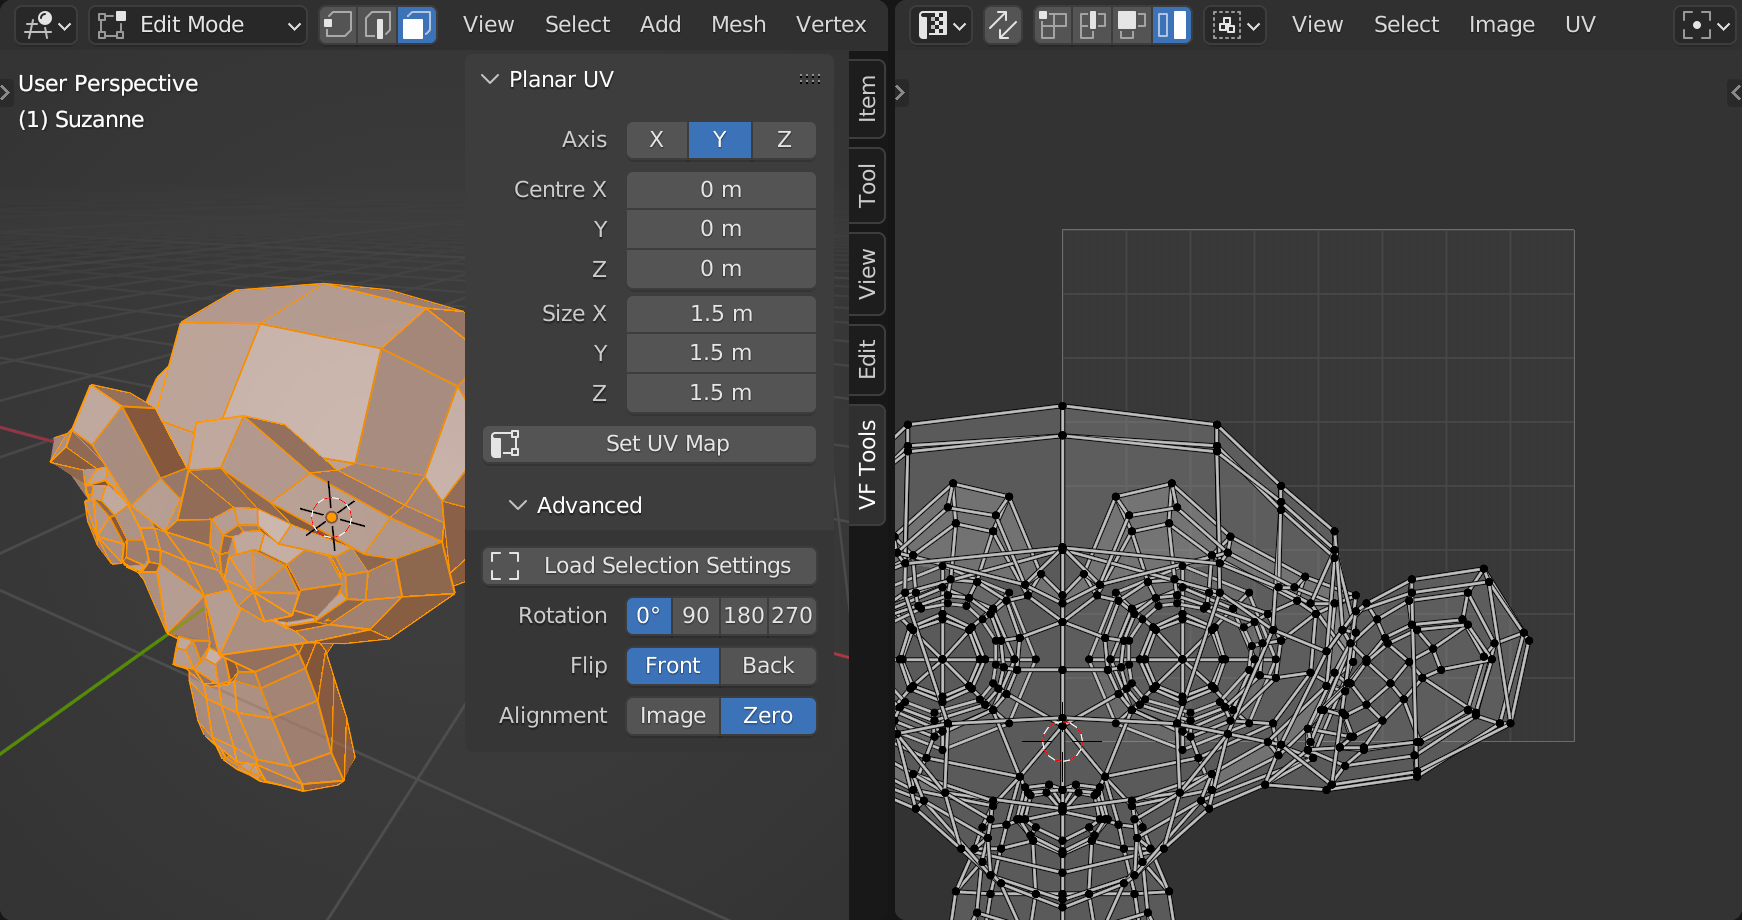 Edit Mode View Select Add Mesh Vertex
View Select Image UV
User Perspective
(1) Suzanne
Planar UV
Axis X Y Z
Centre X 0 m
Y 0 m
Z 0 m
Size X 1.5 m
Y 1.5 m
Z 1.5 m
Set UV Map
Advanced
Load Selection Settings
Rotation 0° 90 180 270
Flip Front Back
Alignment Image Zero
Item
Tool
View
Edit
VF Tools